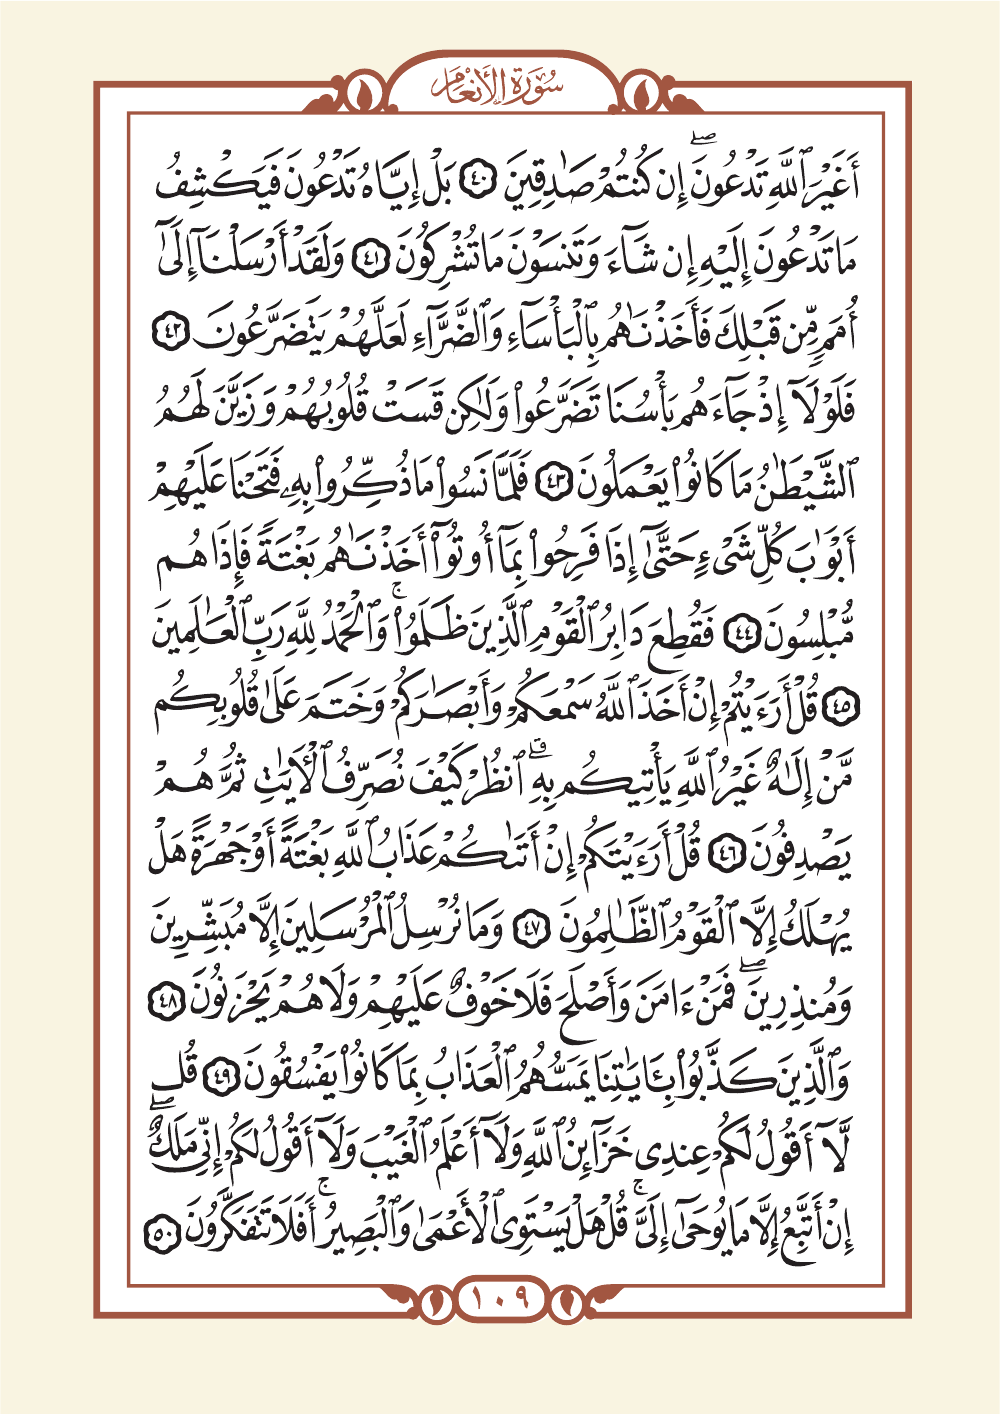 سُورَةُ الأَنْعَامِ
أَغَيْرَ ٱللَّهِ تَدْعُونَۖ إِن كُنتُمْ صَٰدِقِينَ ٤٠ بَلْ إِيَّاهُ تَدْعُونَ فَيَكْشِفُ
مَا تَدْعُونَ إِلَيْهِ إِن شَآءَ وَتَنسَوْنَ مَا تُشْرِكُونَ ٤١ وَلَقَدْ أَرْسَلْنَآ إِلَىٰٓ
أُمَمٍ مِّن قَبْلِكَ فَأَخَذْنَٰهُم بِٱلْبَأْسَآءِ وَٱلضَّرَّآءِ لَعَلَّهُمْ يَتَضَرَّعُونَ ٤٢
فَلَوْلَآ إِذْ جَآءَهُم بَأْسُنَا تَضَرَّعُوا۟ وَلَٰكِن قَسَتْ قُلُوبُهُمْ وَزَيَّنَ لَهُمُ
ٱلشَّيْطَٰنُ مَا كَانُوا۟ يَعْمَلُونَ ٤٣ فَلَمَّا نَسُوا۟ مَا ذُكِّرُوا۟ بِهِۦ فَتَحْنَا عَلَيْهِمْ
أَبْوَٰبَ كُلِّ شَىْءٍ حَتَّىٰٓ إِذَا فَرِحُوا۟ بِمَآ أُوتُوٓا۟ أَخَذْنَٰهُم بَغْتَةً فَإِذَا هُم
مُّبْلِسُونَ ٤٤ فَقُطِعَ دَابِرُ ٱلْقَوْمِ ٱلَّذِينَ ظَلَمُوا۟ۚ وَٱلْحَمْدُ لِلَّهِ رَبِّ ٱلْعَٰلَمِينَ
٤٥ قُلْ أَرَءَيْتُمْ إِنْ أَخَذَ ٱللَّهُ سَمْعَكُمْ وَأَبْصَٰرَكُمْ وَخَتَمَ عَلَىٰ قُلُوبِكُم
مَّنْ إِلَٰهٌ غَيْرُ ٱللَّهِ يَأْتِيكُم بِهِۗ ٱنظُرْ كَيْفَ نُصَرِّفُ ٱلْءَايَٰتِ ثُمَّ هُمْ
يَصْدِفُونَ ٤٦ قُلْ أَرَءَيْتَكُمْ إِنْ أَتَىٰكُمْ عَذَابُ ٱللَّهِ بَغْتَةً أَوْ جَهْرَةً هَلْ
يُهْلَكُ إِلَّا ٱلْقَوْمُ ٱلظَّٰلِمُونَ ٤٧ وَمَا نُرْسِلُ ٱلْمُرْسَلِينَ إِلَّا مُبَشِّرِينَ
وَمُنذِرِينَۖ فَمَنْ ءَامَنَ وَأَصْلَحَ فَلَا خَوْفٌ عَلَيْهِمْ وَلَا هُمْ يَحْزَنُونَ ٤٨
وَٱلَّذِينَ كَذَّبُوا۟ بِـَٔايَٰتِنَا يَمَسُّهُمُ ٱلْعَذَابُ بِمَا كَانُوا۟ يَفْسُقُونَ ٤٩ قُل
لَّآ أَقُولُ لَكُمْ عِندِى خَزَآئِنُ ٱللَّهِ وَلَآ أَعْلَمُ ٱلْغَيْبَ وَلَآ أَقُولُ لَكُمْ إِنِّى مَلَكٌۖ
إِنْ أَتَّبِعُ إِلَّا مَا يُوحَىٰٓ إِلَىَّۚ قُلْ هَلْ يَسْتَوِى ٱلْأَعْمَىٰ وَٱلْبَصِيرُۚ أَفَلَا تَتَفَكَّرُونَ ٥٠
١٠٩